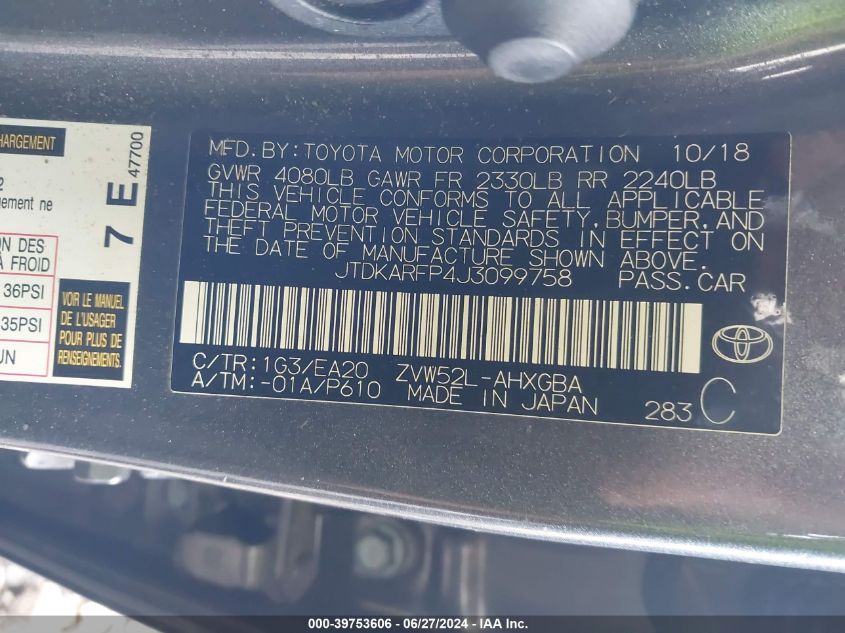 HARGEMENT
2
gement ne
ON DES
À FROID
36PSI
35PSI
UN
7 E 47700
VOIR LE MANUEL
DE L'USAGER
POUR PLUS DE
RENSEIGNEMENTS.
MFD. BY: TOYOTA MOTOR CORPORATION 10/18
GVWR 4080LB GAWR FR 2330LB RR 2240LB
THIS VEHICLE CONFORMS TO ALL APPLICABLE
FEDERAL MOTOR VEHICLE SAFETY, BUMPER, AND
THEFT PREVENTION STANDARDS IN EFFECT ON
THE DATE OF MANUFACTURE SHOWN ABOVE.
JTDKARFP4J3099758 PASS. CAR
C/TR: 1G3/EA20 ZVW52L-AHXGBA
A/TM: -01A/P610 MADE IN JAPAN 283 C
000-39753606 / 06/27/2024 - IAA Inc.